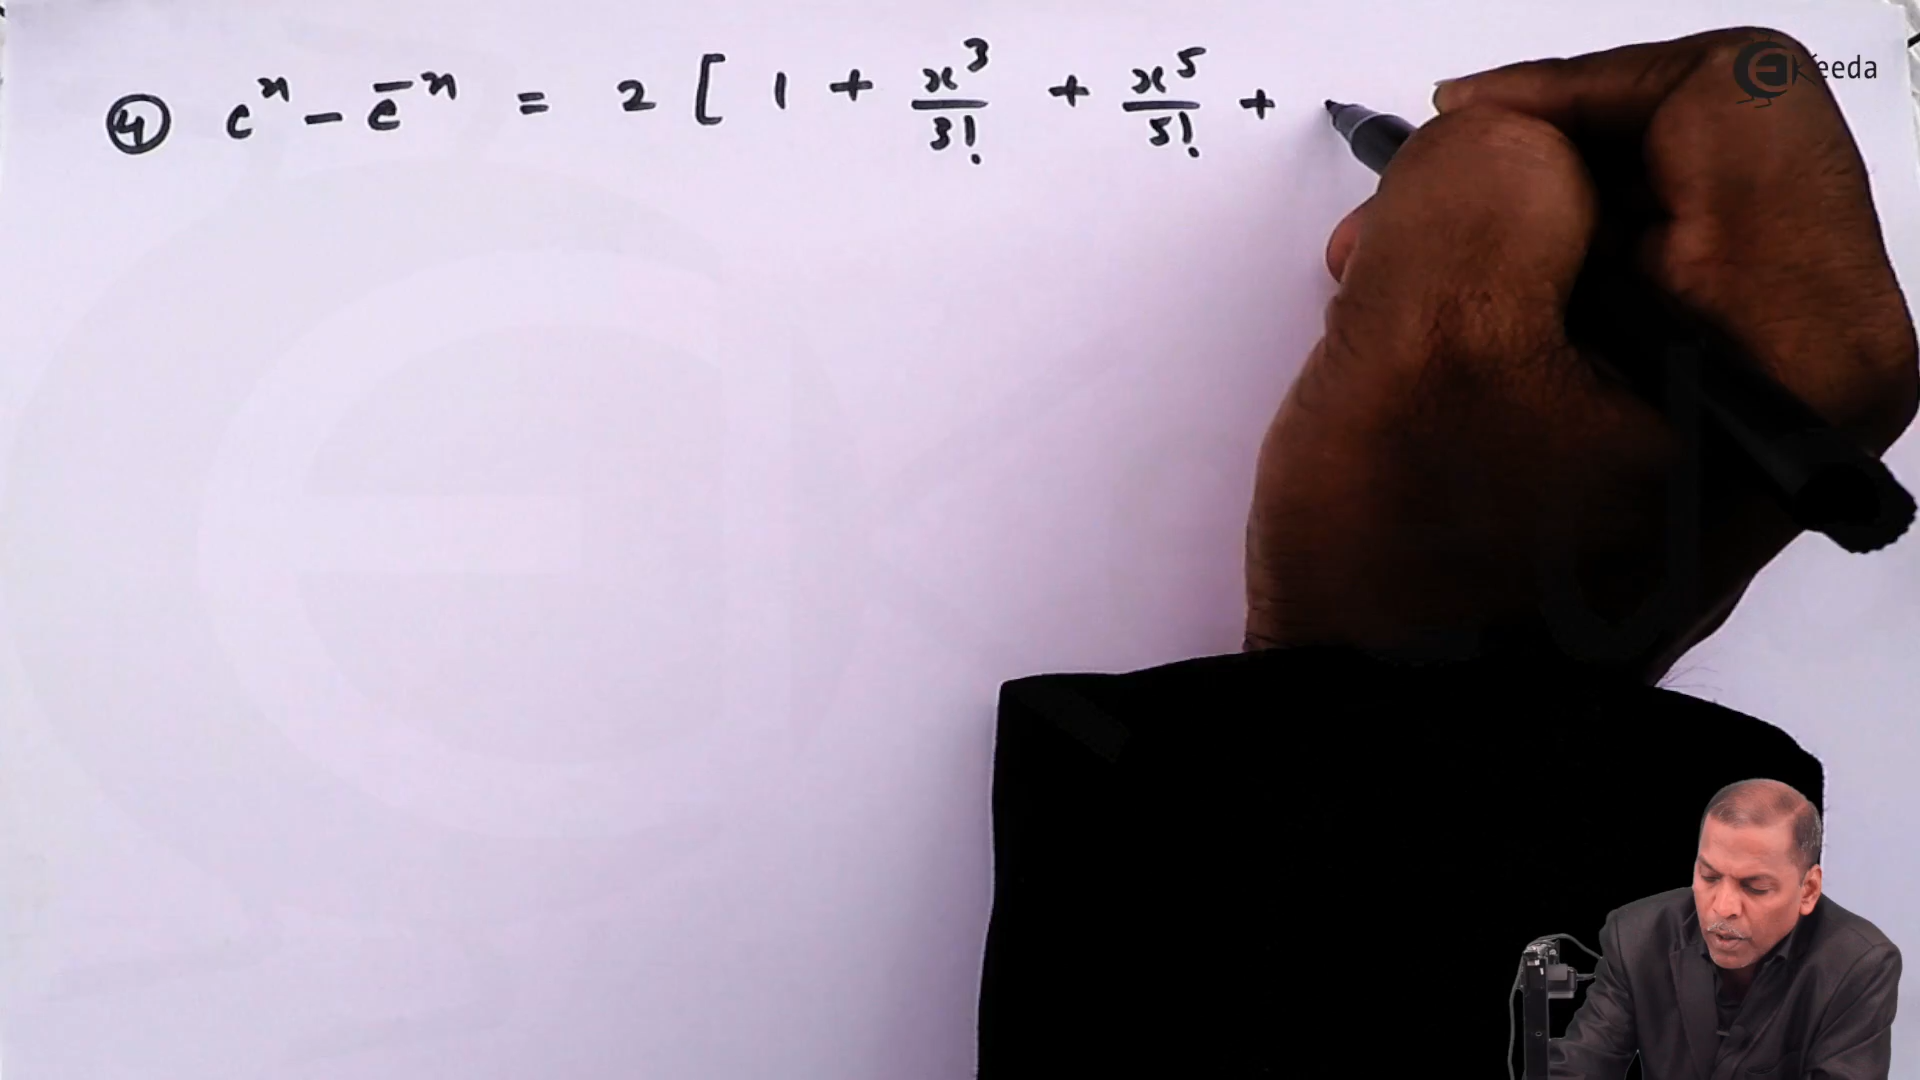 ④ eˣ - e⁻ˣ = 2 [ 1 + x³/3! + x⁵/5! +
eKeeda